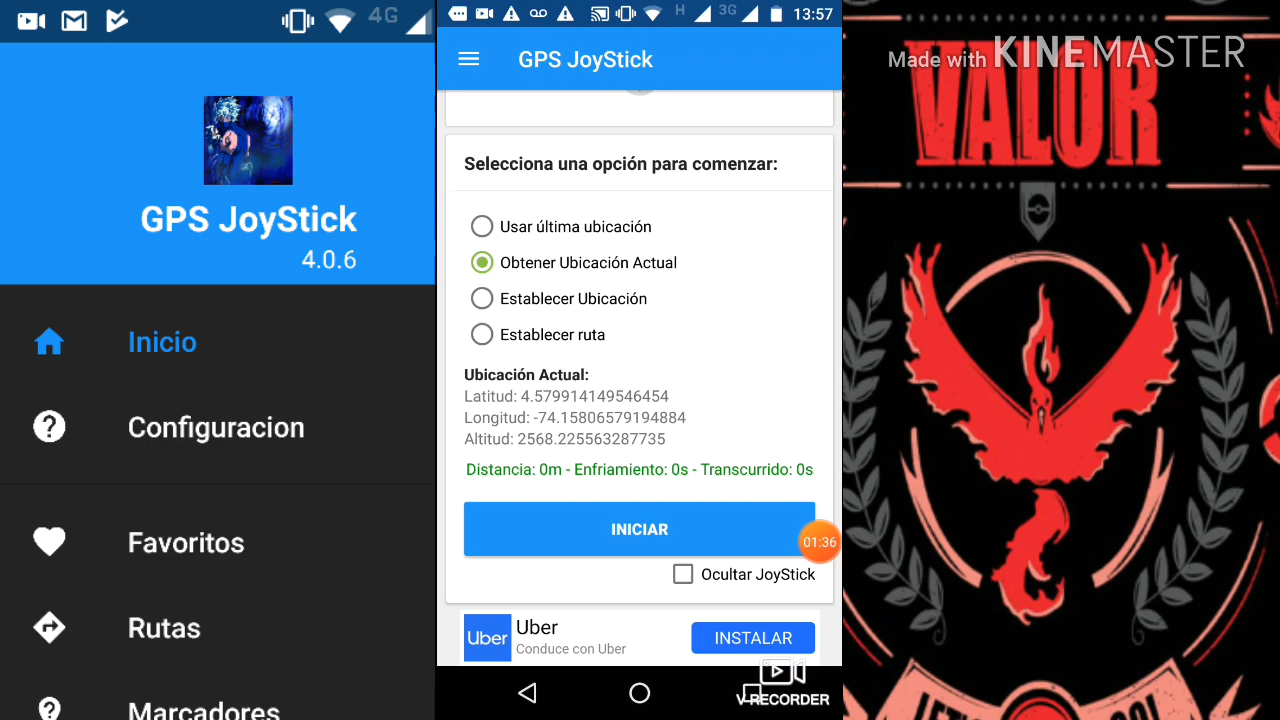 4G
GPS JoyStick
4.0.6
Inicio
Configuracion
Favoritos
Rutas
Marcadores
H
3G
13:57
GPS JoyStick
Selecciona una opción para comenzar:
Usar última ubicación
Obtener Ubicación Actual
Establecer Ubicación
Establecer ruta
Ubicación Actual:
Latitud: 4.579914149546454
Longitud: -74.15806579194884
Altitud: 2568.225563287735
Distancia: 0m - Enfriamiento: 0s - Transcurrido: 0s
INICIAR
01:36
Ocultar JoyStick
Uber
Uber
Conduce con Uber
INSTALAR
V RECORDER
Made with KINEMASTER
VALOR